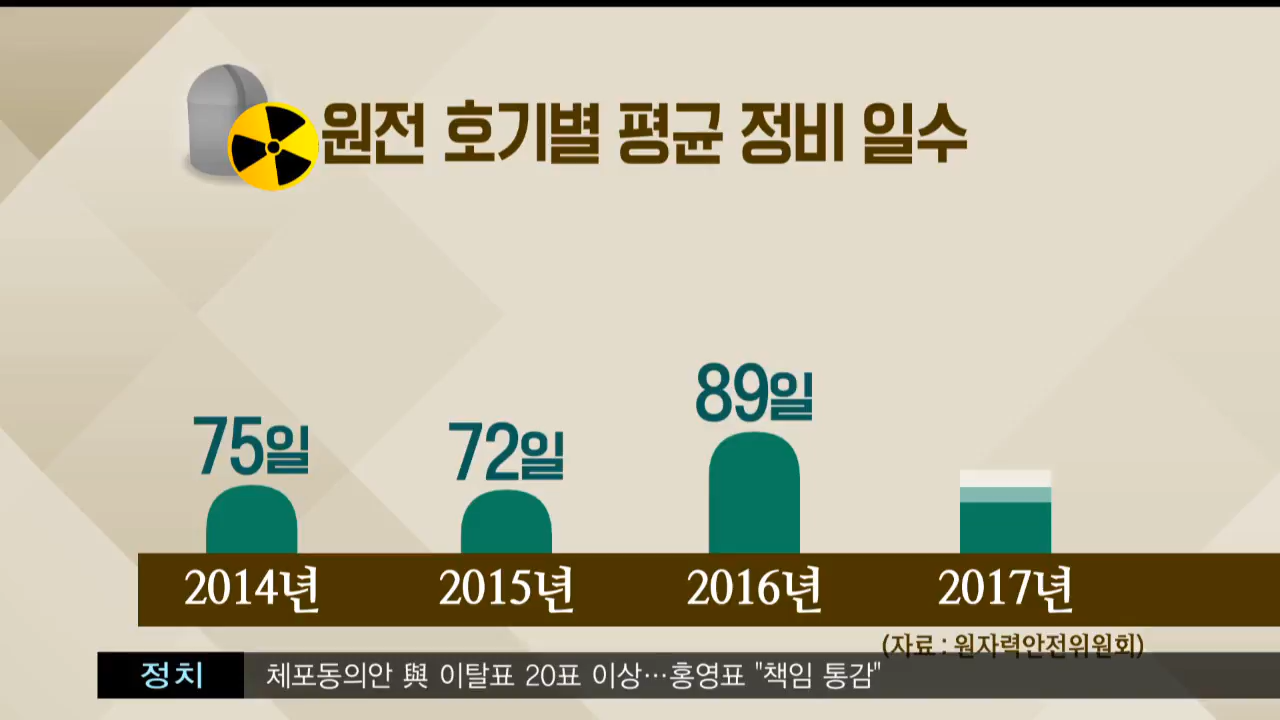 원전 호기별 평균 정비 일수
75일
72일
89일
2014년
2015년
2016년
2017년
(자료 : 원자력안전위원회)
정치
체포동의안 與 이탈표 20표 이상…홍영표 "책임 통감"